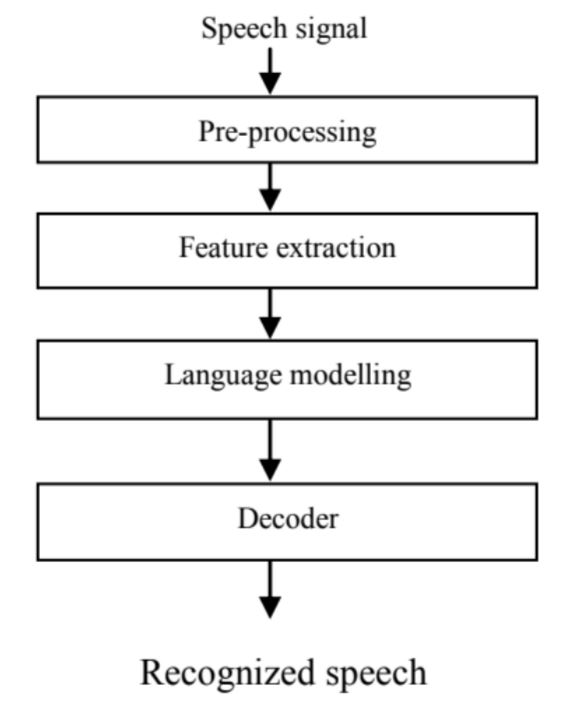 Speech signal
Pre-processing
Feature extraction
Language modelling
Decoder
Recognized speech